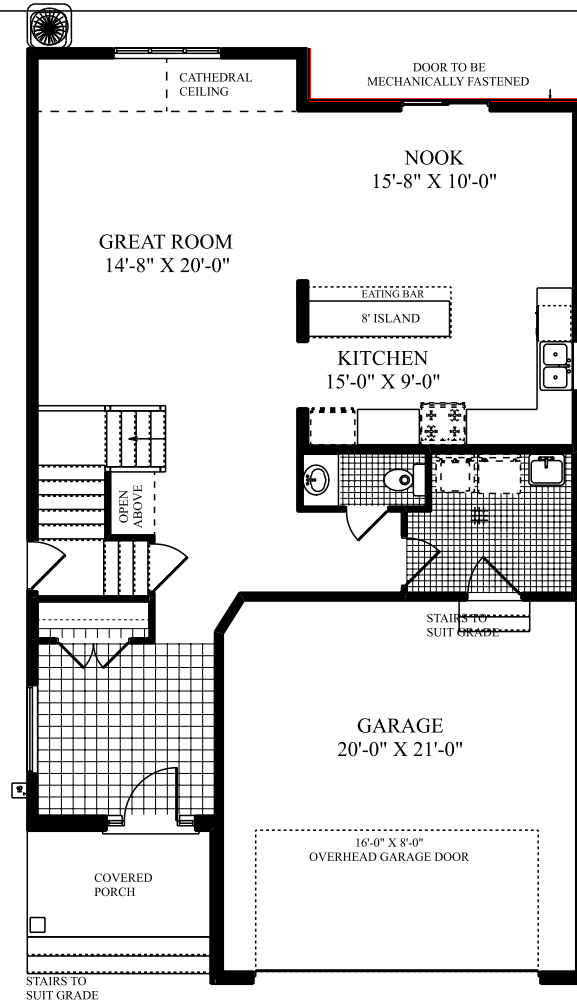 CATHEDRAL
CEILING
DOOR TO BE
MECHANICALLY FASTENED
NOOK
15'-8" X 10'-0"
GREAT ROOM
14'-8" X 20'-0"
EATING BAR
8' ISLAND
KITCHEN
15'-0" X 9'-0"
OPEN
ABOVE
STAIRS TO
SUIT GRADE
GARAGE
20'-0" X 21'-0"
16'-0" X 8'-0"
OVERHEAD GARAGE DOOR
COVERED
PORCH
STAIRS TO
SUIT GRADE